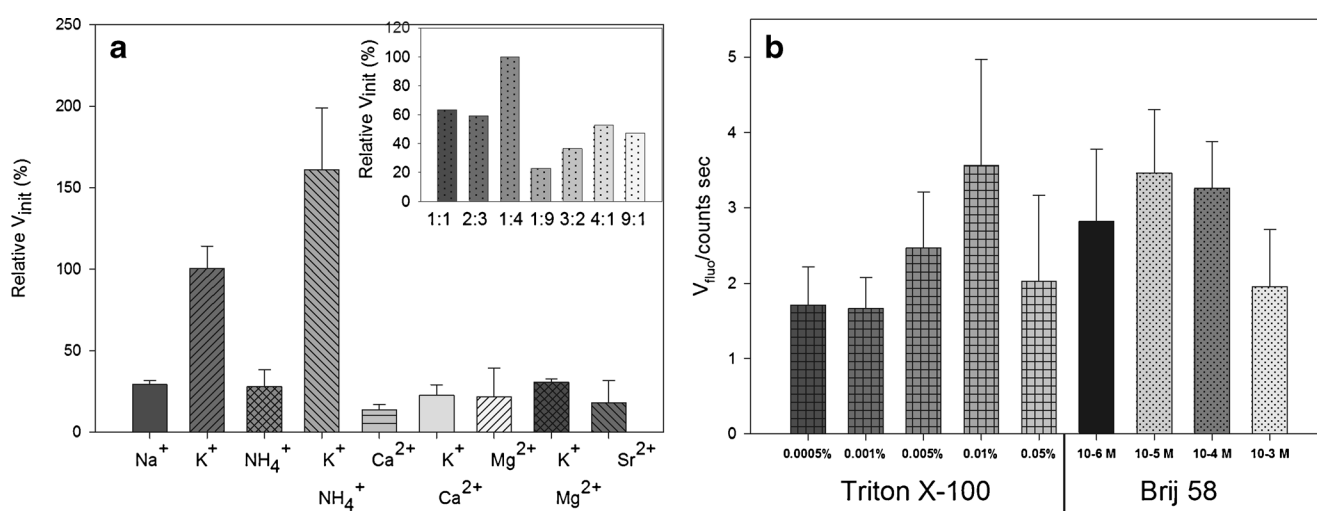 a
Relative Vinit (%)
250
200
150
100
50
0
Na+ K+ NH4+ K+ Ca2+ K+ Mg2+ K+ Sr2+
NH4+ Ca2+ Mg2+
Relative Vinit (%)
120
100
80
60
40
20
0
1:1 2:3 1:4 1:9 3:2 4:1 9:1
b
Vfluo/counts sec
5
4
3
2
1
0
0.0005% 0.001% 0.005% 0.01% 0.05% 10-6 M 10-5 M 10-4 M 10-3 M
Triton X-100 Brij 58